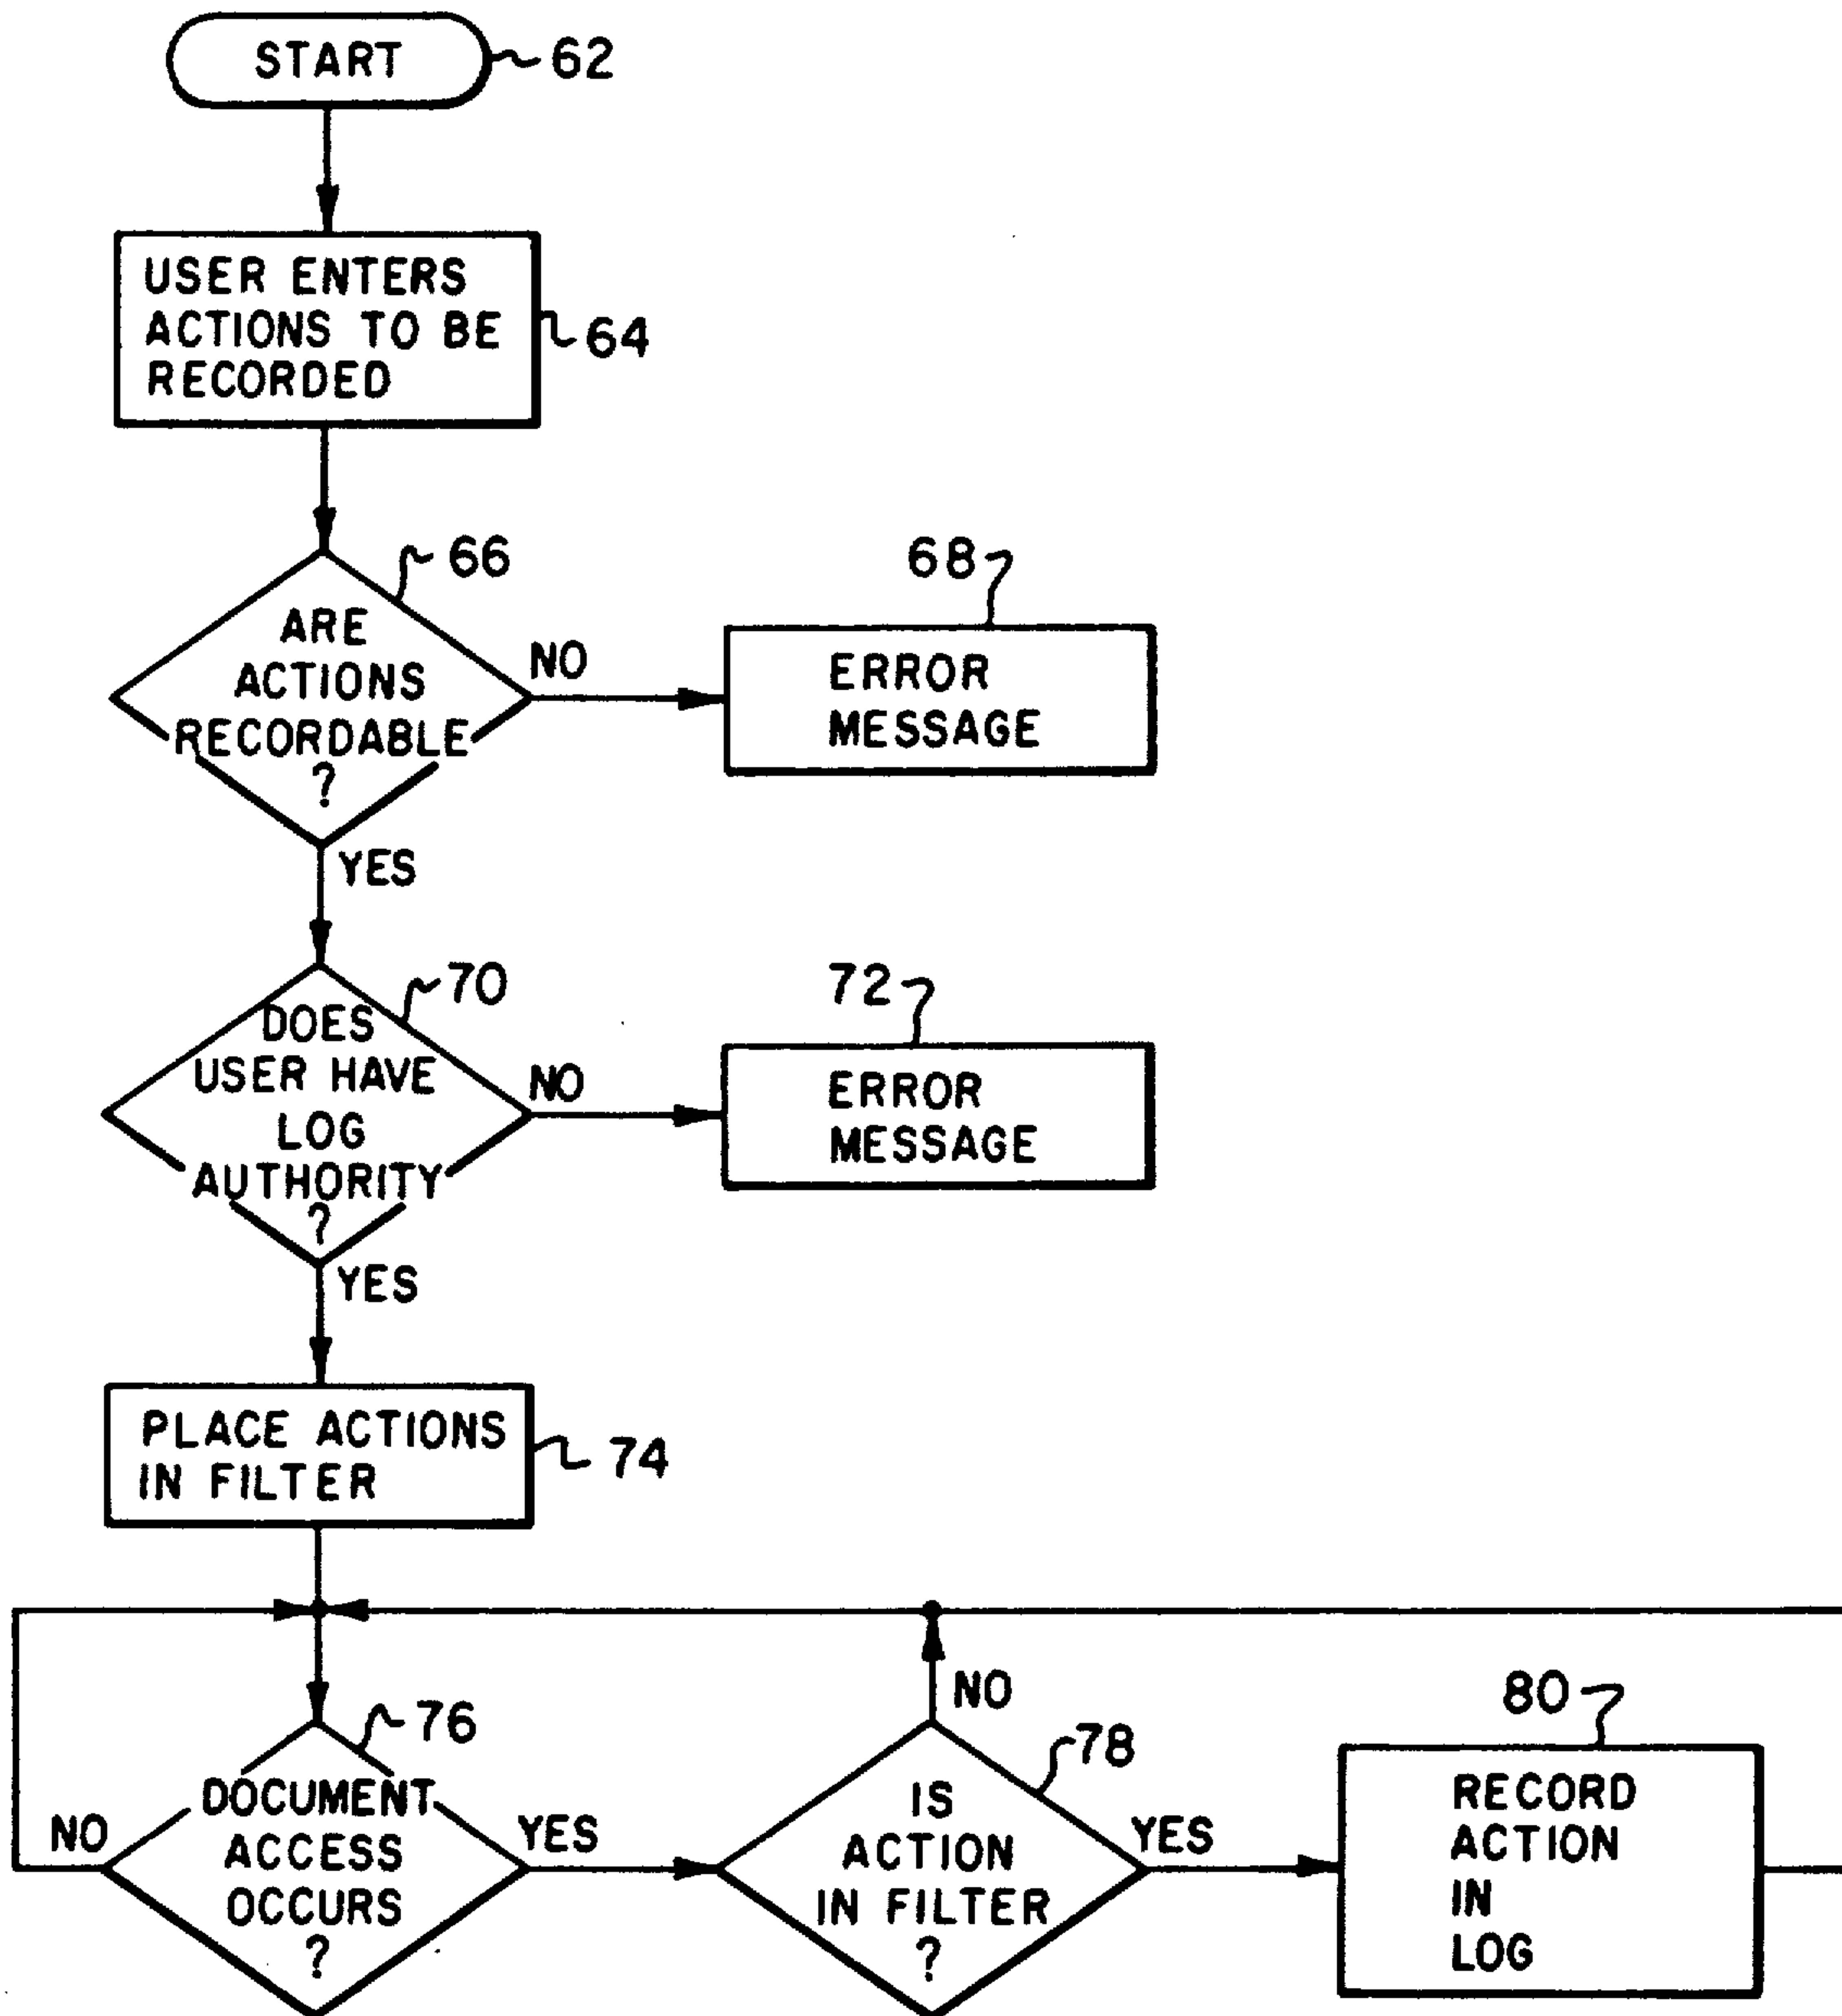 START
62
USER ENTERS
ACTIONS TO BE
RECORDED
64
66
ARE
ACTIONS
RECORDABLE
?
NO
68
ERROR
MESSAGE
YES
70
DOES
USER HAVE
LOG
AUTHORITY
?
NO
72
ERROR
MESSAGE
YES
PLACE ACTIONS
IN FILTER
74
76
DOCUMENT
ACCESS
OCCURS
?
NO
YES
78
IS
ACTION
IN FILTER
?
NO
YES
80
RECORD
ACTION
IN
LOG